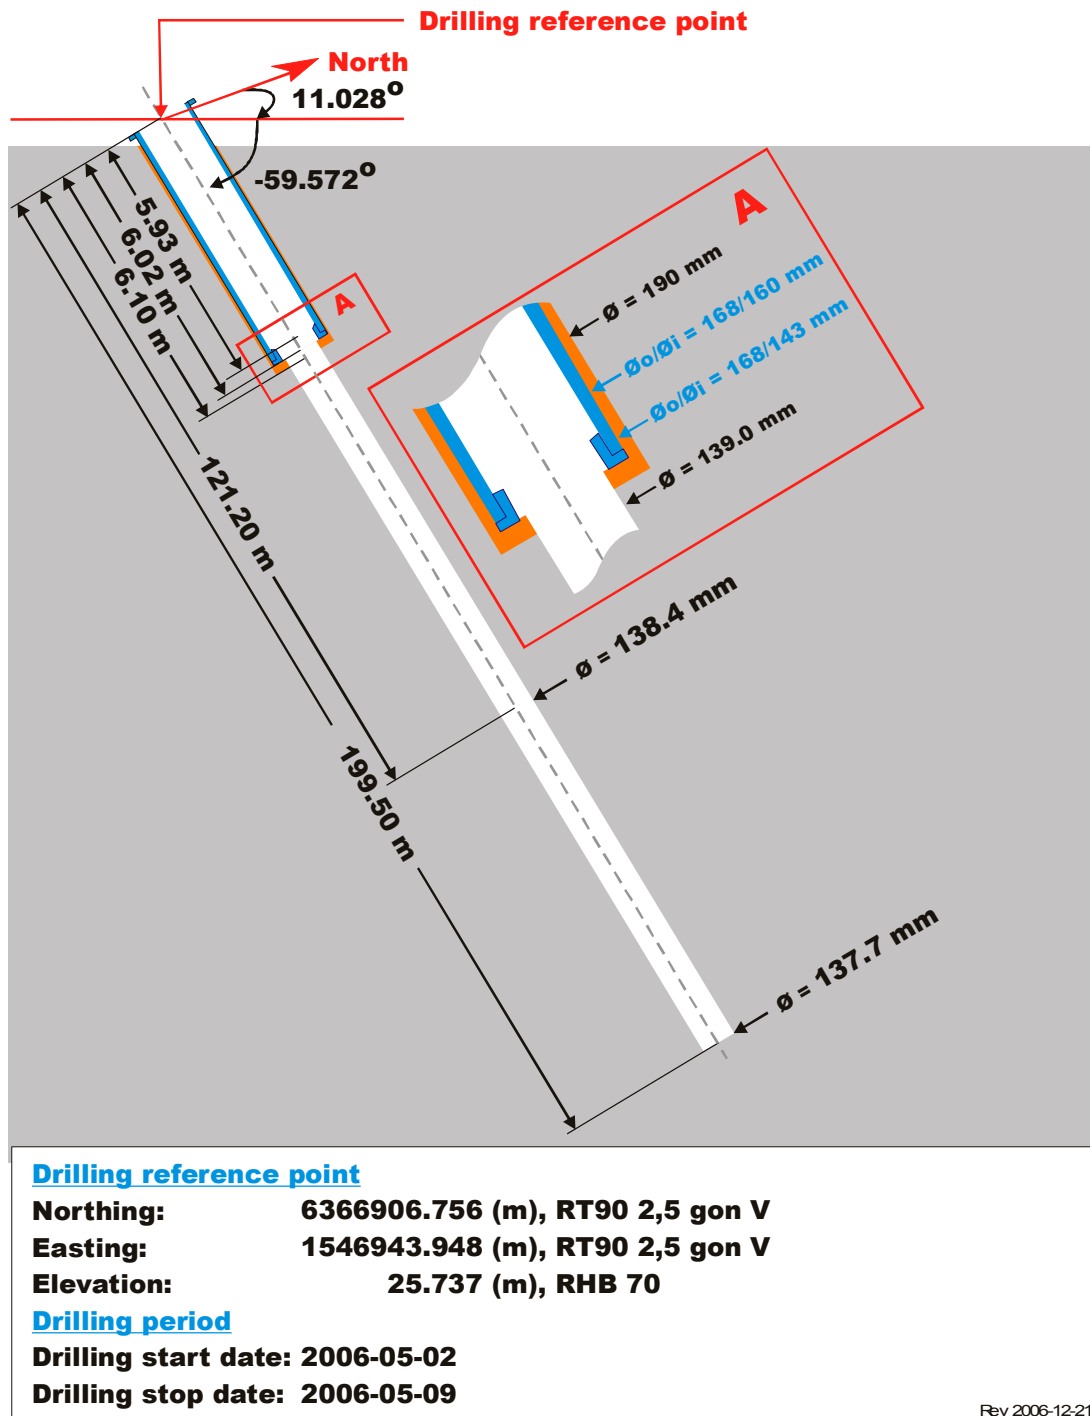 Drilling reference point
North
11.028°
-59.572°
5.93 m
6.02 m
6.10 m
A
A
ø = 190 mm
Øo/Øi = 168/160 mm
Øo/Øi = 168/143 mm
ø = 139.0 mm
121.20 m
ø = 138.4 mm
199.50 m
ø = 137.7 mm
Drilling reference point
Northing: 6366906.756 (m), RT90 2,5 gon V
Easting: 1546943.948 (m), RT90 2,5 gon V
Elevation: 25.737 (m), RHB 70
Drilling period
Drilling start date: 2006-05-02
Drilling stop date: 2006-05-09
Rev 2006-12-21